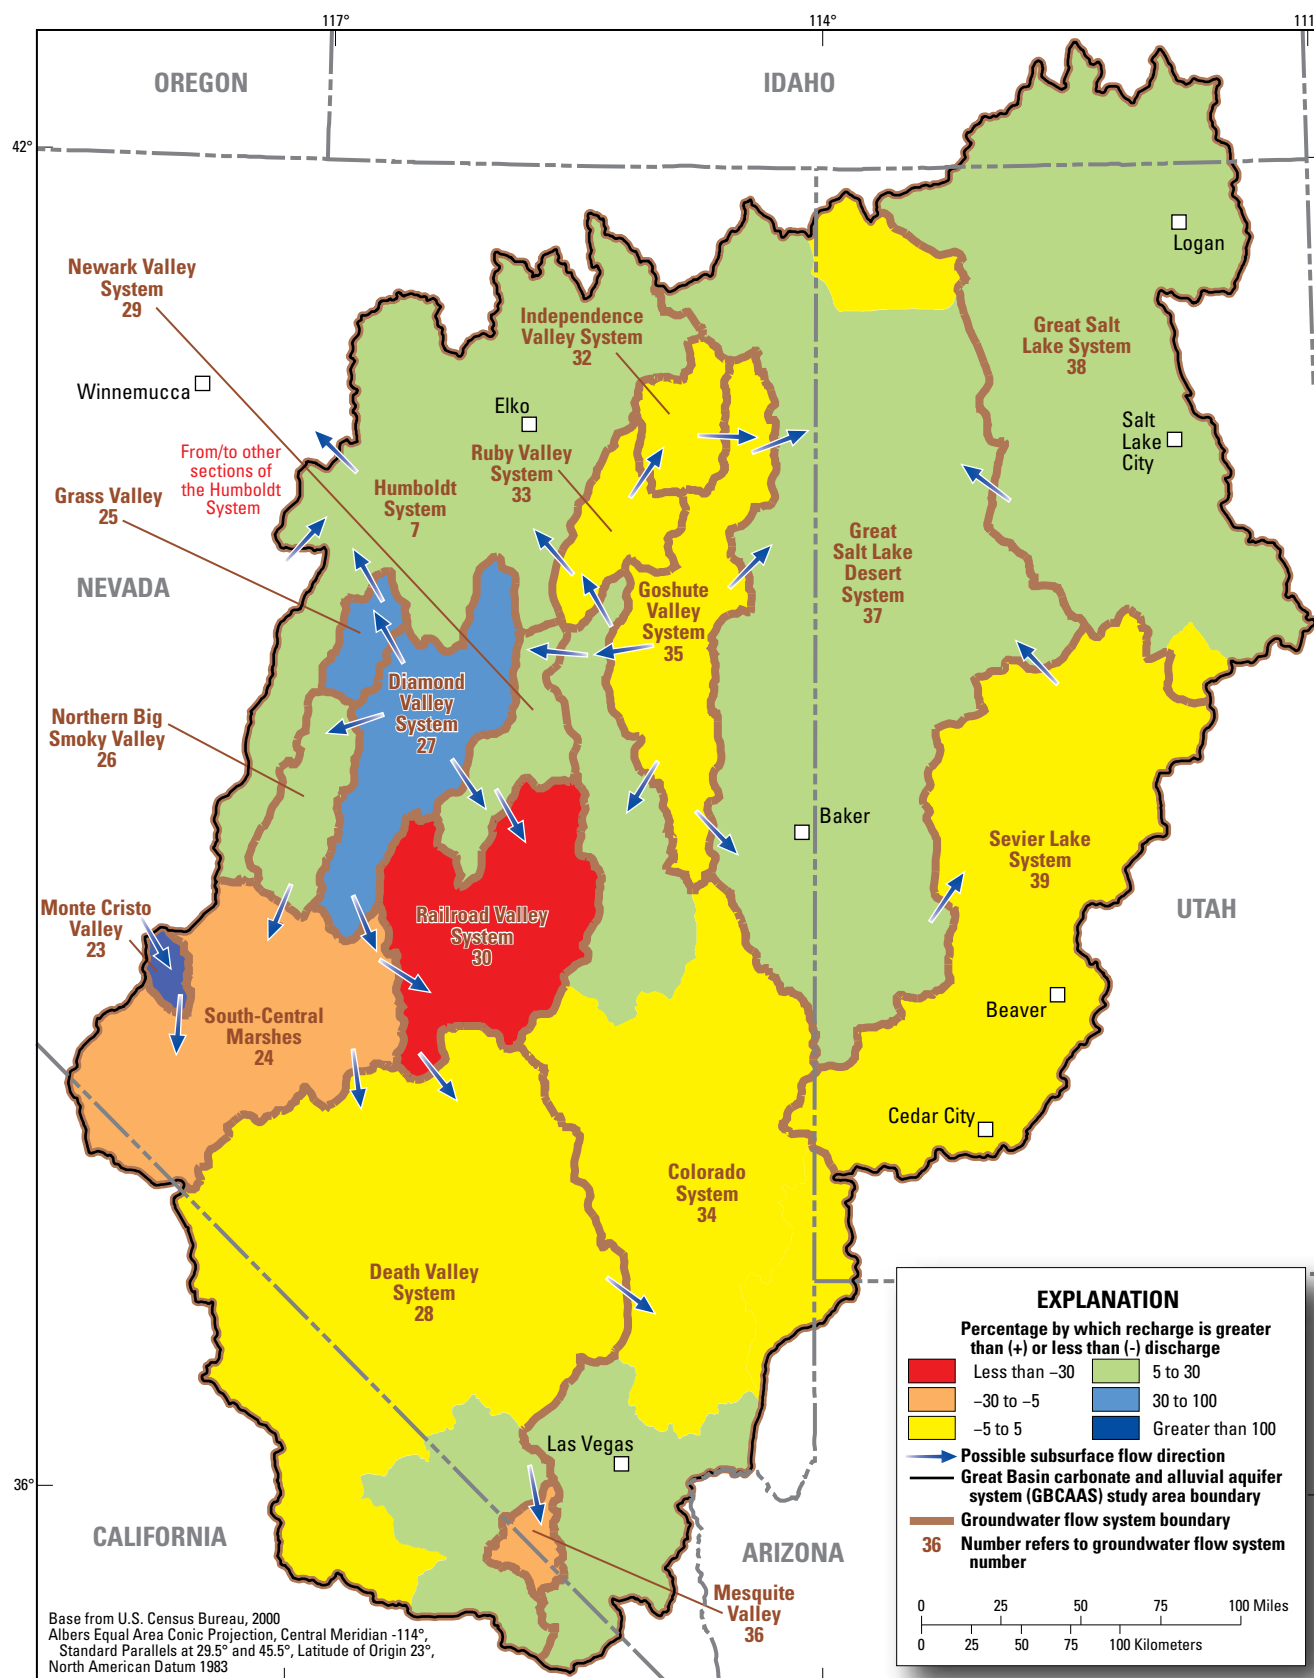 117°
114°
111
OREGON
IDAHO
42°
Logan
Newark Valley
System
29
Independence
Valley System
32
Great Salt
Lake System
38
Winnemucca
Elko
Salt
Lake
City
From/to other
sections of
the Humboldt
System
Ruby Valley
System
33
Grass Valley
25
Humboldt
System
7
Great
Salt Lake
Desert
System
37
NEVADA
Goshute
Valley
System
35
Diamond
Valley
System
27
Northern Big
Smoky Valley
26
Baker
Sevier Lake
System
39
UTAH
Monte Cristo
Valley
23
Railroad Valley
System
30
South-Central
Marshes
24
Beaver
Cedar City
Colorado
System
34
Death Valley
System
28
Las Vegas
36°
CALIFORNIA
ARIZONA
Mesquite
Valley
36
EXPLANATION
Percentage by which recharge is greater
than (+) or less than (-) discharge
Less than −30
5 to 30
−30 to −5
30 to 100
−5 to 5
Greater than 100
Possible subsurface flow direction
Great Basin carbonate and alluvial aquifer
system (GBCAAS) study area boundary
Groundwater flow system boundary
36 Number refers to groundwater flow system
number
0 25 50 75 100 Miles
0 25 50 75 100 Kilometers
Base from U.S. Census Bureau, 2000
Albers Equal Area Conic Projection, Central Meridian -114°,
Standard Parallels at 29.5° and 45.5°, Latitude of Origin 23°,
North American Datum 1983